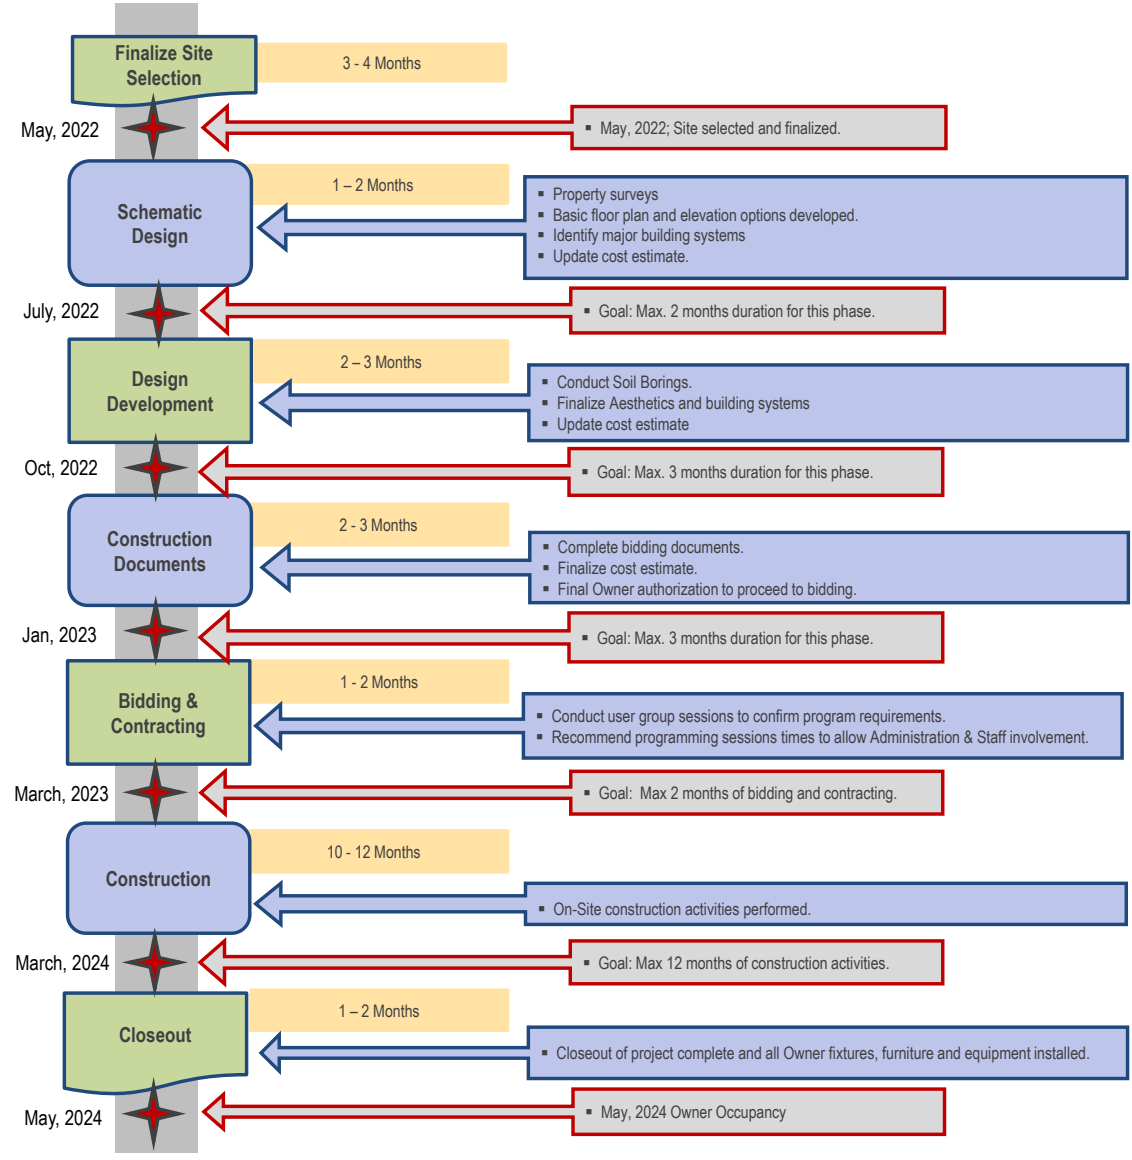 Finalize Site
Selection
3 - 4 Months
May, 2022
▪ May, 2022; Site selected and finalized.
Schematic
Design
1 – 2 Months
▪ Property surveys
▪ Basic floor plan and elevation options developed.
▪ Identify major building systems
▪ Update cost estimate.
July, 2022
▪ Goal: Max. 2 months duration for this phase.
Design
Development
2 – 3 Months
▪ Conduct Soil Borings.
▪ Finalize Aesthetics and building systems
▪ Update cost estimate
Oct, 2022
▪ Goal: Max. 3 months duration for this phase.
Construction
Documents
2 - 3 Months
▪ Complete bidding documents.
▪ Finalize cost estimate.
▪ Final Owner authorization to proceed to bidding.
Jan, 2023
▪ Goal: Max. 3 months duration for this phase.
Bidding &
Contracting
1 - 2 Months
▪ Conduct user group sessions to confirm program requirements.
▪ Recommend programming sessions times to allow Administration & Staff involvement.
March, 2023
▪ Goal: Max 2 months of bidding and contracting.
Construction
10 - 12 Months
▪ On-Site construction activities performed.
March, 2024
▪ Goal: Max 12 months of construction activities.
Closeout
1 – 2 Months
▪ Closeout of project complete and all Owner fixtures, furniture and equipment installed.
May, 2024
▪ May, 2024 Owner Occupancy